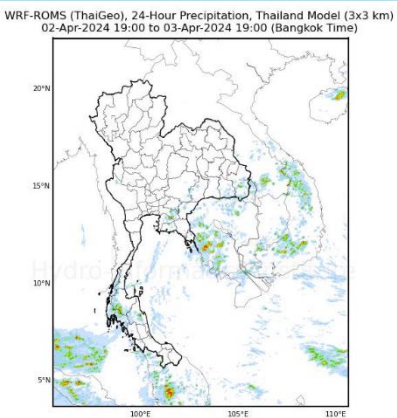 WRF-ROMS (ThaiGeo), 24-Hour Precipitation, Thailand Model (3x3 km)
02-Apr-2024 19:00 to 03-Apr-2024 19:00 (Bangkok Time)
20°N
15°N
10°N
5°N
100°E
105°E
110°E